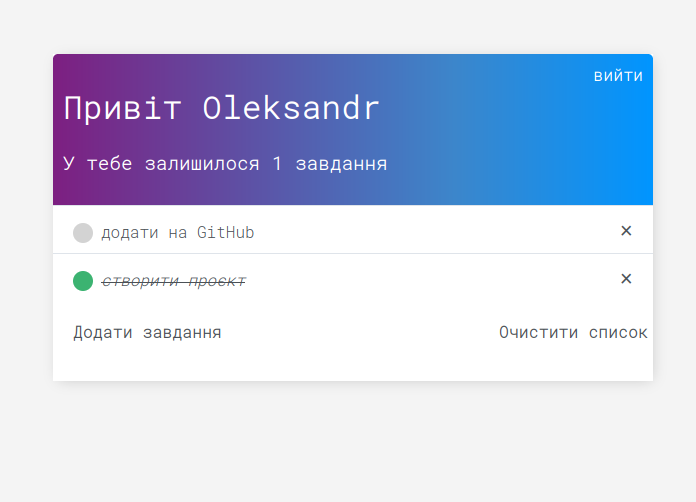 вийти
Привіт Oleksandr
У тебе залишилося 1 завдання
додати на GitHub ×
створити проєкт ×
Додати завдання Очистити список